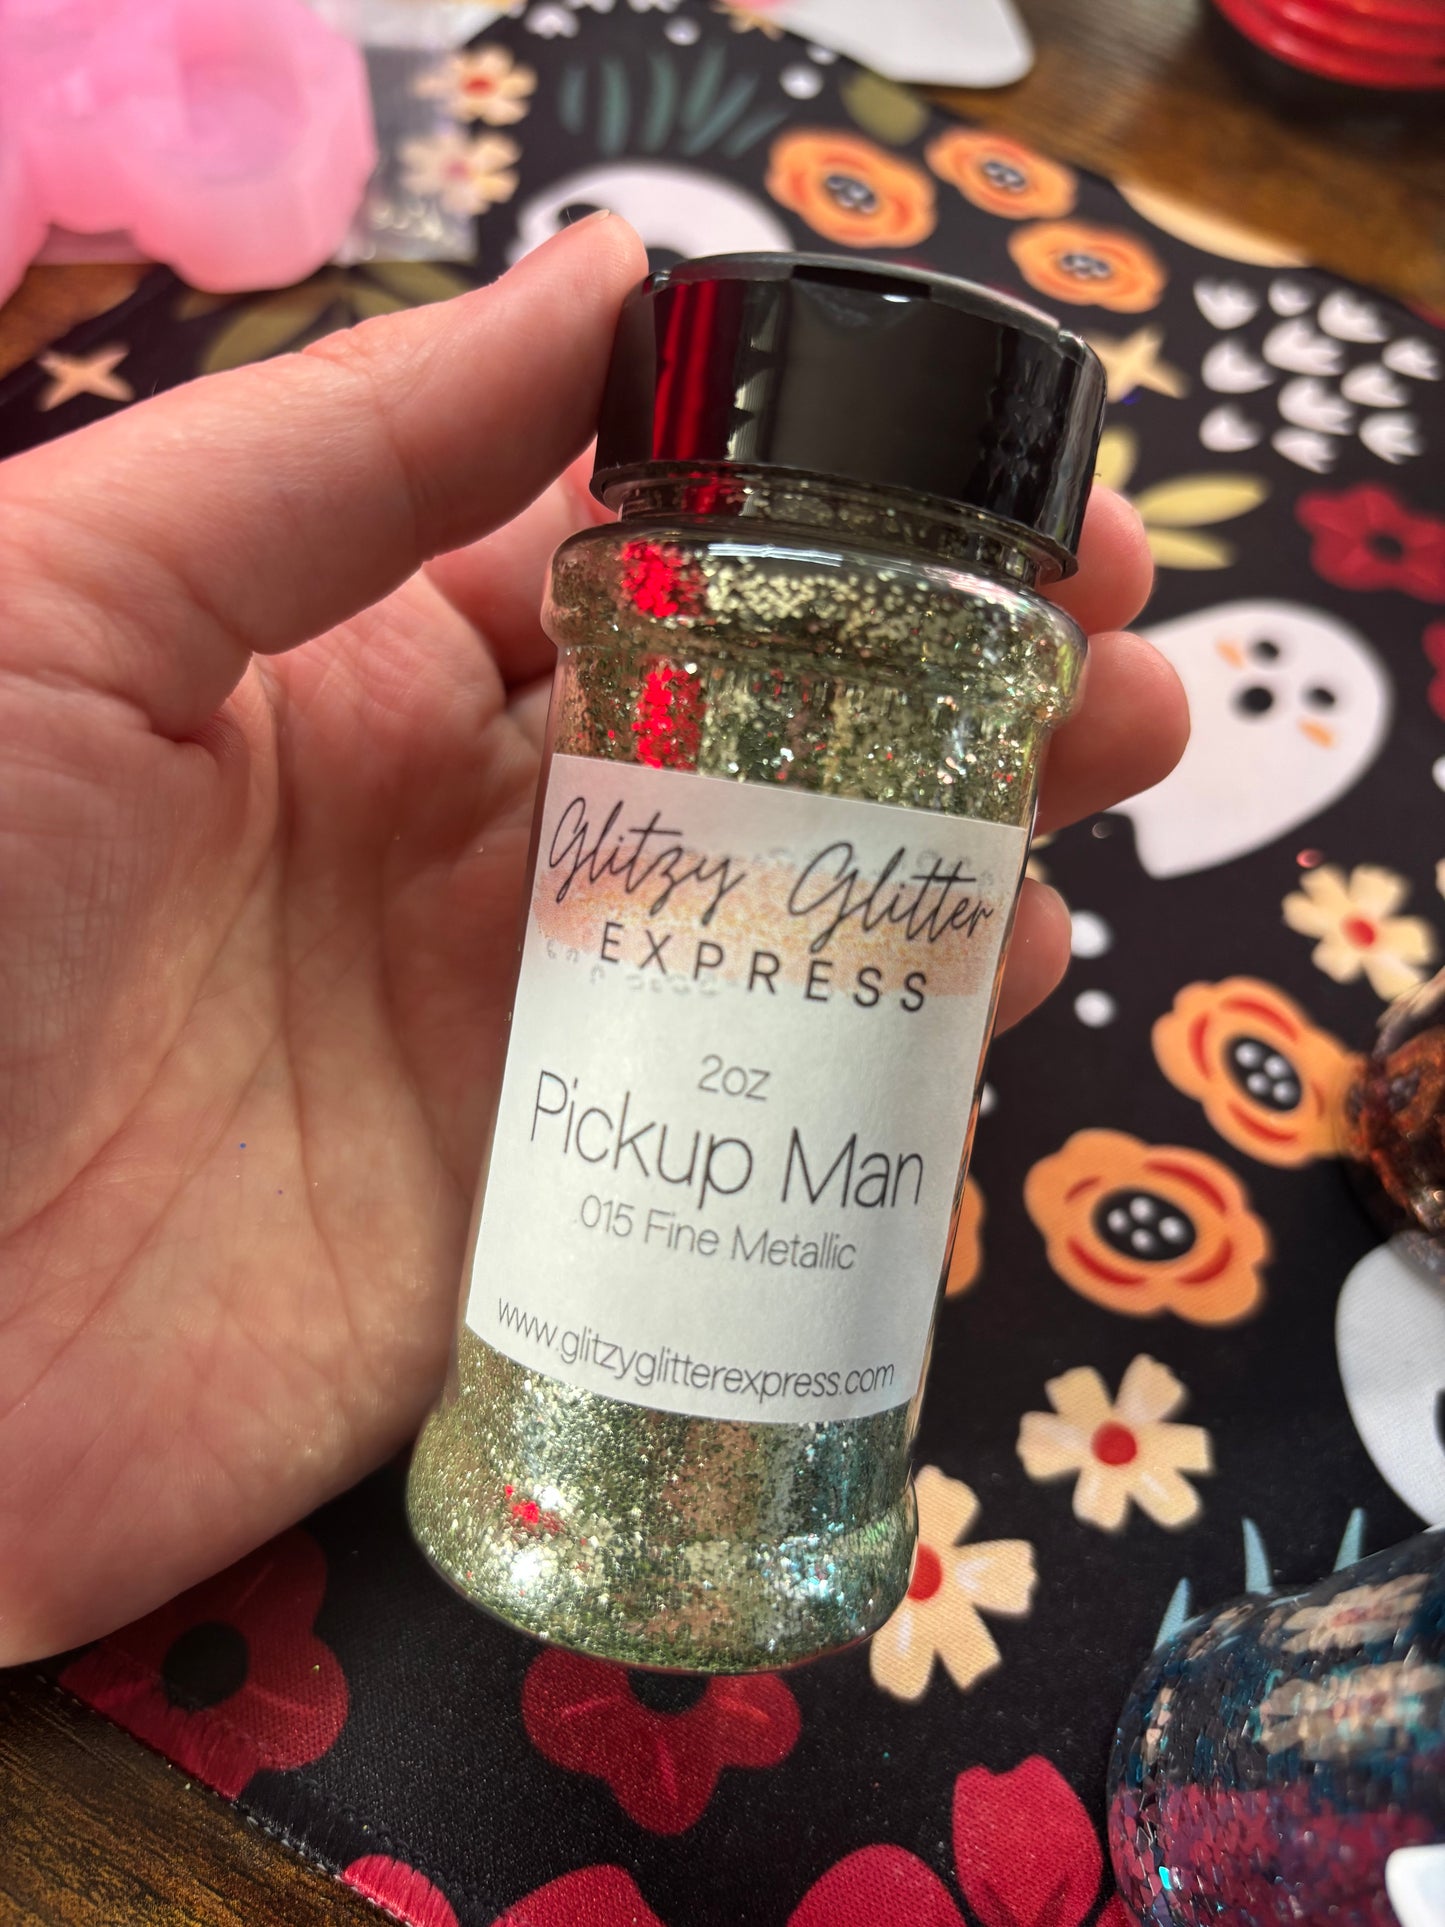 Glitzy Glitter
EXPRESS
2oz
Pickup Man
.015 Fine Metallic
www.glitzyglitterexpress.com